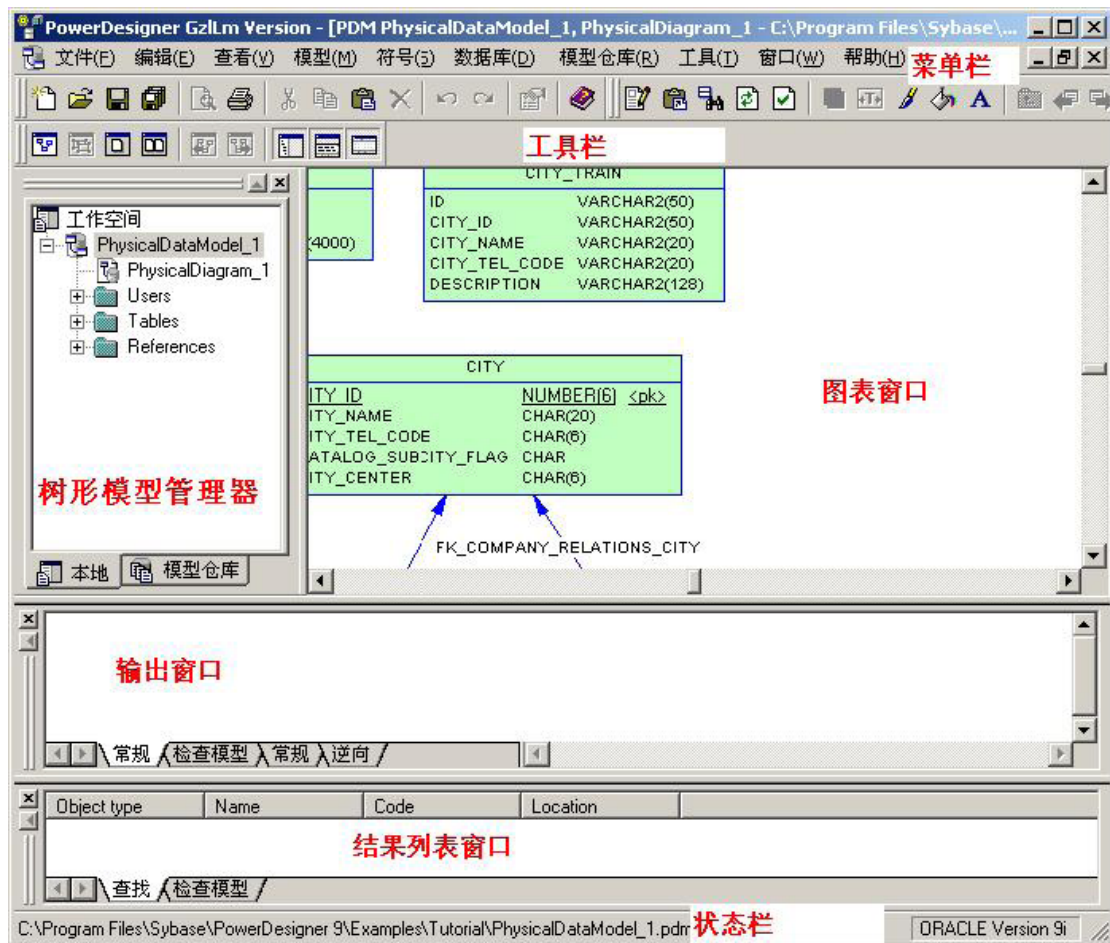 PowerDesigner GzlLm Version - [PDM PhysicalDataModel_1, PhysicalDiagram_1 - C:\Program Files\Sybase\...
文件(F) 编辑(E) 查看(V) 模型(M) 符号(S) 数据库(D) 模型仓库(R) 工具(T) 窗口(W) 帮助(H) 菜单栏
工具栏
工作空间
PhysicalDataModel_1
PhysicalDiagram_1
Users
Tables
References
树形模型管理器
本地 模型仓库
(4000)
CITY_TRAIN
ID VARCHAR2(50)
CITY_ID VARCHAR2(50)
CITY_NAME VARCHAR2(20)
CITY_TEL_CODE VARCHAR2(20)
DESCRIPTION VARCHAR2(128)
CITY
ITY_ID NUMBER(6) <pk>
ITY_NAME CHAR(20)
ITY_TEL_CODE CHAR(6)
ATALOG_SUBCITY_FLAG CHAR
ITY_CENTER CHAR(6)
FK_COMPANY_RELATIONS_CITY
图表窗口
输出窗口
常规 检查模型 常规 逆向
Object type Name Code Location
结果列表窗口
查找 检查模型
C:\Program Files\Sybase\PowerDesigner 9\Examples\Tutorial\PhysicalDataModel_1.pdm 状态栏 ORACLE Version 9i